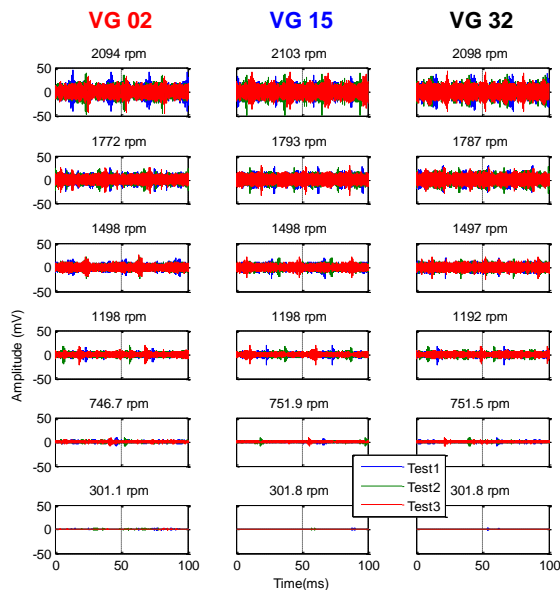 VG 02 VG 15 VG 32
2094 rpm 2103 rpm 2098 rpm
50
0
-50
1772 rpm 1793 rpm 1787 rpm
50
0
-50
1498 rpm 1498 rpm 1497 rpm
50
0
-50
Amplitude (mV)
1198 rpm 1198 rpm 1192 rpm
50
0
-50
746.7 rpm 751.9 rpm 751.5 rpm
50
0
-50
Test1
Test2
Test3
301.1 rpm 301.8 rpm 301.8 rpm
50
0
-50
0 50 100 0 50 100 0 50 100
Time(ms)